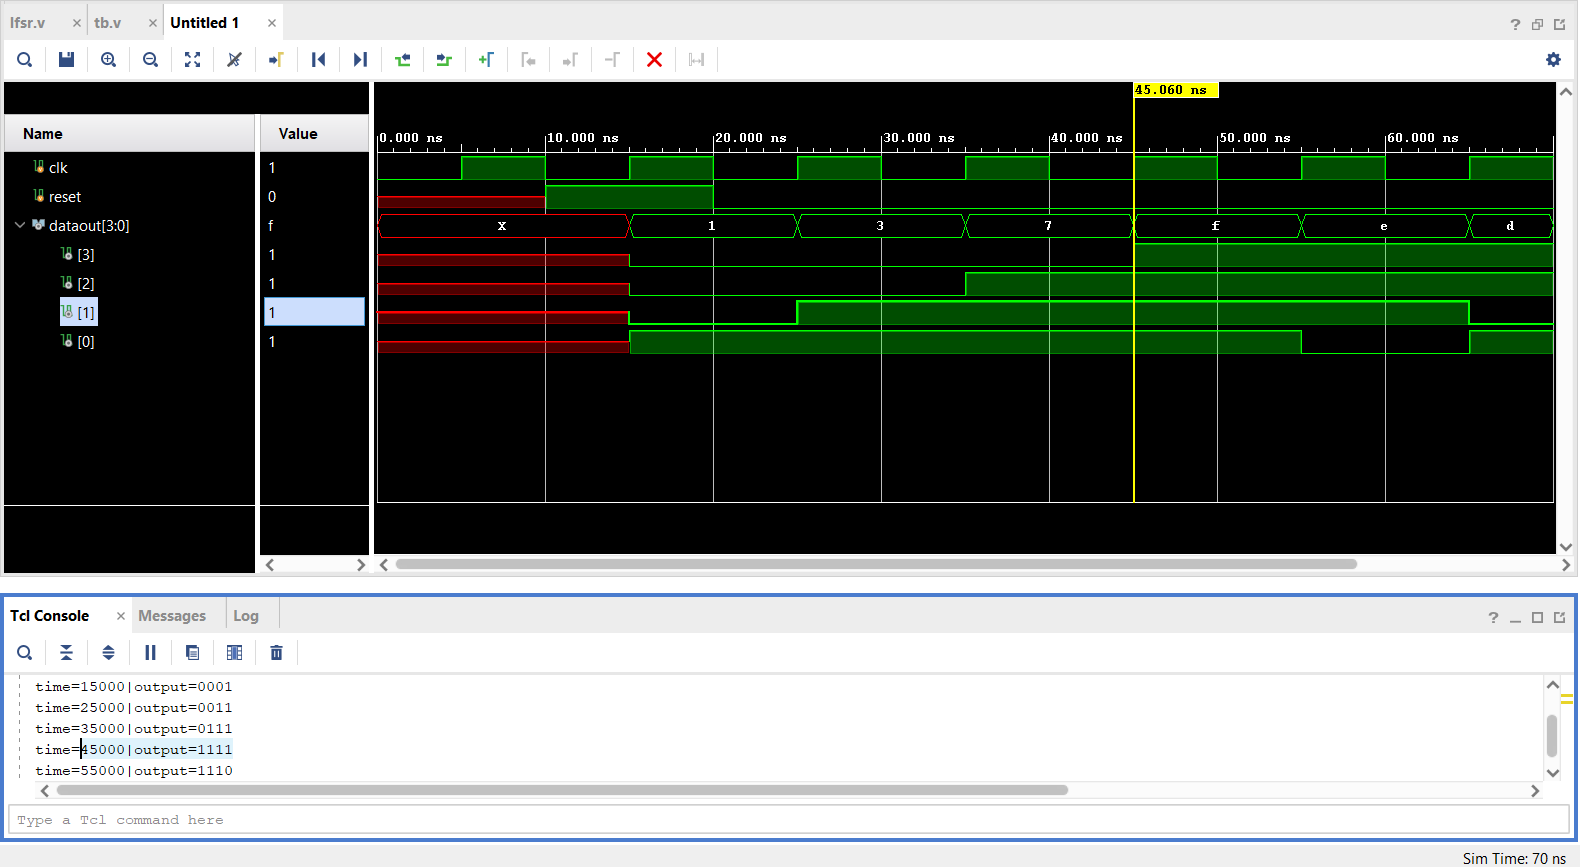 lfsr.v × tb.v × Untitled 1 ×
?
45.060 ns
Name Value
0.000 ns 10.000 ns 20.000 ns 30.000 ns 40.000 ns 50.000 ns 60.000 ns
clk 1
reset 0
dataout[3:0] f X 1 3 7 f e d
[3] 1
[2] 1
[1] 1
[0] 1
Tcl Console × Messages Log
?
time=15000|output=0001
time=25000|output=0011
time=35000|output=0111
time=45000|output=1111
time=55000|output=1110
Type a Tcl command here
Sim Time: 70 ns